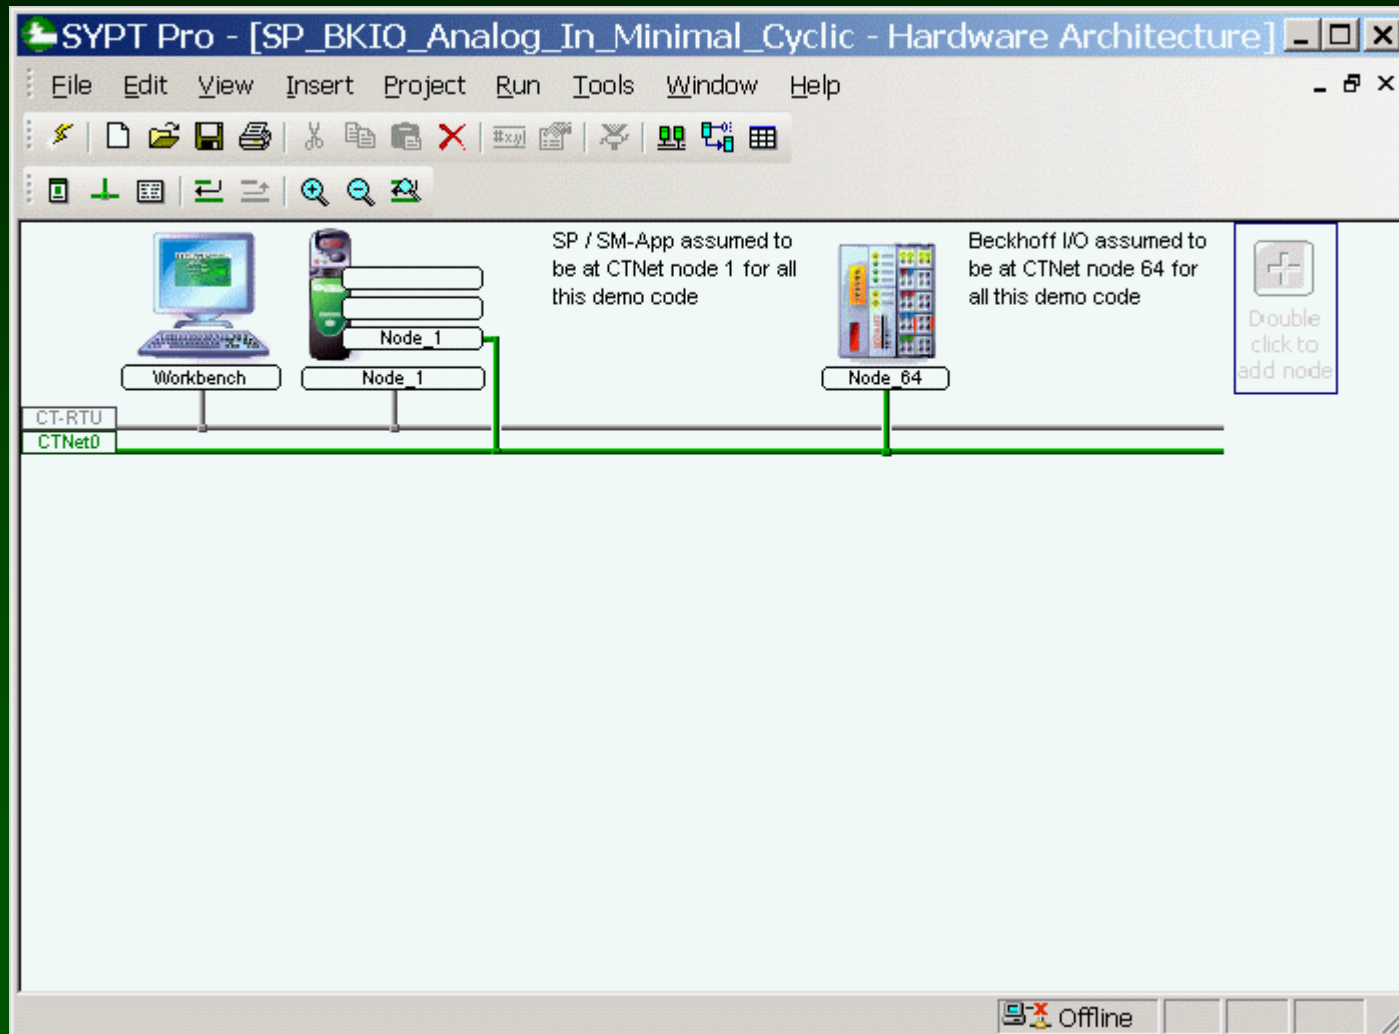 SYPT Pro - [SP_BKIO_Analog_In_Minimal_Cyclic - Hardware Architecture]
File Edit View Insert Project Run Tools Window Help
#xyl
SP / SM-App assumed to
be at CTNet node 1 for all
this demo code
Beckhoff I/O assumed to
be at CTNet node 64 for
all this demo code
Double
click to
add node
Node_1
Workbench
Node_1
Node_64
CT-RTU
CTNet0
Offline